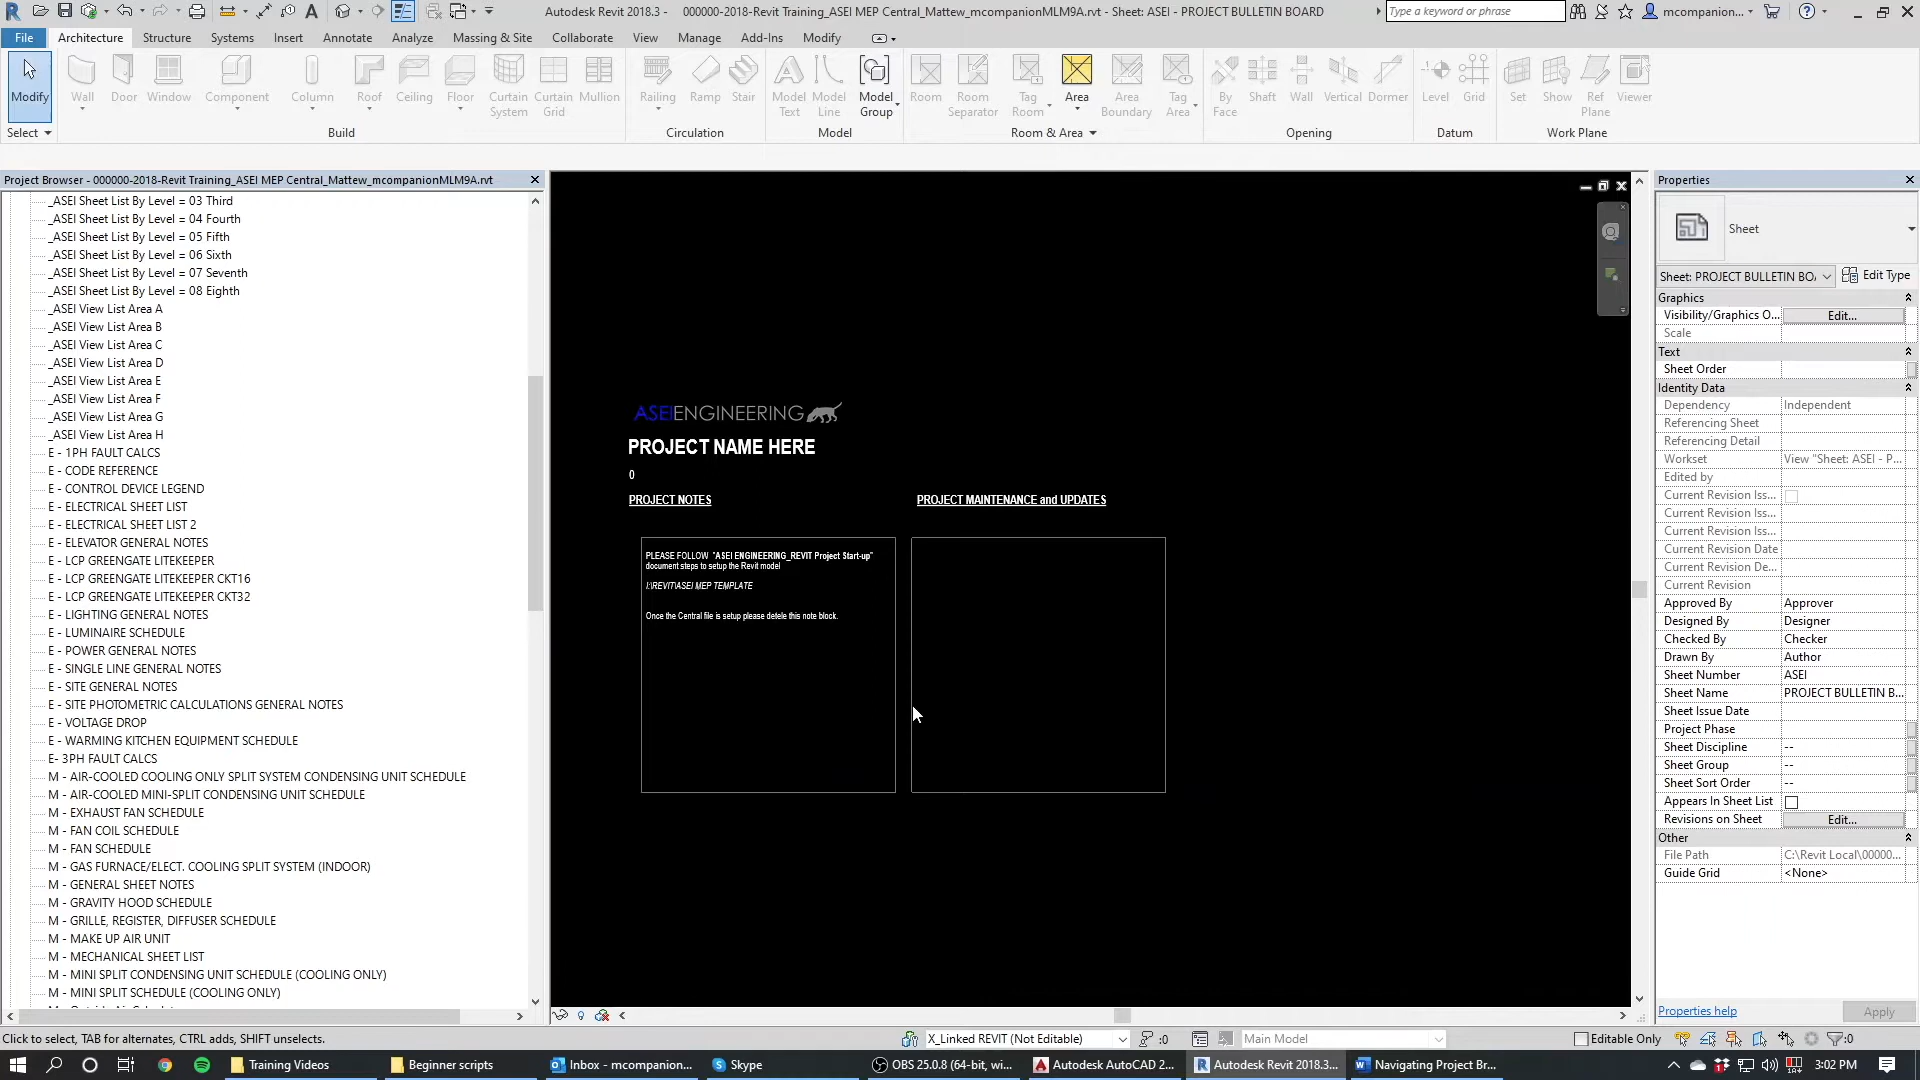 Autodesk Revit 2018.3 - 000000-2018-Revit Training_ASEI MEP Central_Mattew_mcompanionMLM9A.rvt - Sheet: ASEI - PROJECT BULLETIN BOARD
Type a keyword or phrase
mcompanion...
File Architecture Structure Systems Insert Annotate Analyze Massing & Site Collaborate View Manage Add-Ins Modify
Modify Wall Door Window Component Column Roof Ceiling Floor Curtain System Curtain Grid Mullion Railing Ramp Stair Model Text Model Line Model Group Room Room Separator Tag Room Area Area Boundary Tag Area By Face Shaft Wall Vertical Dormer Level Grid Set Show Ref Plane Viewer
Select Build Circulation Model Room & Area Opening Datum Work Plane
Project Browser - 000000-2018-Revit Training_ASEI MEP Central_Mattew_mcompanionMLM9A.rvt
_ASEI Sheet List By Level = 03 Third
_ASEI Sheet List By Level = 04 Fourth
_ASEI Sheet List By Level = 05 Fifth
_ASEI Sheet List By Level = 06 Sixth
_ASEI Sheet List By Level = 07 Seventh
_ASEI Sheet List By Level = 08 Eighth
_ASEI View List Area A
_ASEI View List Area B
_ASEI View List Area C
_ASEI View List Area D
_ASEI View List Area E
_ASEI View List Area F
_ASEI View List Area G
_ASEI View List Area H
E - 1PH FAULT CALCS
E - CODE REFERENCE
E - CONTROL DEVICE LEGEND
E - ELECTRICAL SHEET LIST
E - ELECTRICAL SHEET LIST 2
E - ELEVATOR GENERAL NOTES
E - LCP GREENGATE LITEKEEPER
E - LCP GREENGATE LITEKEEPER CKT16
E - LCP GREENGATE LITEKEEPER CKT32
E - LIGHTING GENERAL NOTES
E - LUMINAIRE SCHEDULE
E - POWER GENERAL NOTES
E - SINGLE LINE GENERAL NOTES
E - SITE GENERAL NOTES
E - SITE PHOTOMETRIC CALCULATIONS GENERAL NOTES
E - VOLTAGE DROP
E - WARMING KITCHEN EQUIPMENT SCHEDULE
E- 3PH FAULT CALCS
M - AIR-COOLED COOLING ONLY SPLIT SYSTEM CONDENSING UNIT SCHEDULE
M - AIR-COOLED MINI-SPLIT CONDENSING UNIT SCHEDULE
M - EXHAUST FAN SCHEDULE
M - FAN COIL SCHEDULE
M - FAN SCHEDULE
M - GAS FURNACE/ELECT. COOLING SPLIT SYSTEM (INDOOR)
M - GENERAL SHEET NOTES
M - GRAVITY HOOD SCHEDULE
M - GRILLE, REGISTER, DIFFUSER SCHEDULE
M - MAKE UP AIR UNIT
M - MECHANICAL SHEET LIST
M - MINI SPLIT CONDENSING UNIT SCHEDULE (COOLING ONLY)
M - MINI SPLIT SCHEDULE (COOLING ONLY)
ASEIENGINEERING
PROJECT NAME HERE
0
PROJECT NOTES
PROJECT MAINTENANCE and UPDATES
PLEASE FOLLOW "ASEI ENGINEERING_REVIT Project Start-up"
document steps to setup the Revit model
I:\REVIT\ASEI MEP TEMPLATE
Once the Central file is setup please detele this note block.
Properties
Sheet
Sheet: PROJECT BULLETIN BO
Edit Type
Graphics
Visibility/Graphics O... Edit...
Scale
Text
Sheet Order
Identity Data
Dependency Independent
Referencing Sheet
Referencing Detail
Workset View "Sheet: ASEI - P...
Edited by
Current Revision Iss...
Current Revision Iss...
Current Revision Iss...
Current Revision Date
Current Revision De...
Current Revision
Approved By Approver
Designed By Designer
Checked By Checker
Drawn By Author
Sheet Number ASEI
Sheet Name PROJECT BULLETIN B...
Sheet Issue Date
Project Phase
Sheet Discipline --
Sheet Group --
Sheet Sort Order --
Appears In Sheet List
Revisions on Sheet Edit...
Other
File Path C:\Revit Local\00000...
Guide Grid <None>
Properties help
Apply
Click to select, TAB for alternates, CTRL adds, SHIFT unselects.
X_Linked REVIT (Not Editable)
:0
Main Model
Editable Only
:0
Training Videos
Beginner scripts
Inbox - mcompanion...
Skype
OBS 25.0.8 (64-bit, wi...
Autodesk AutoCAD 2...
Autodesk Revit 2018.3...
Navigating Project Br...
3:02 PM